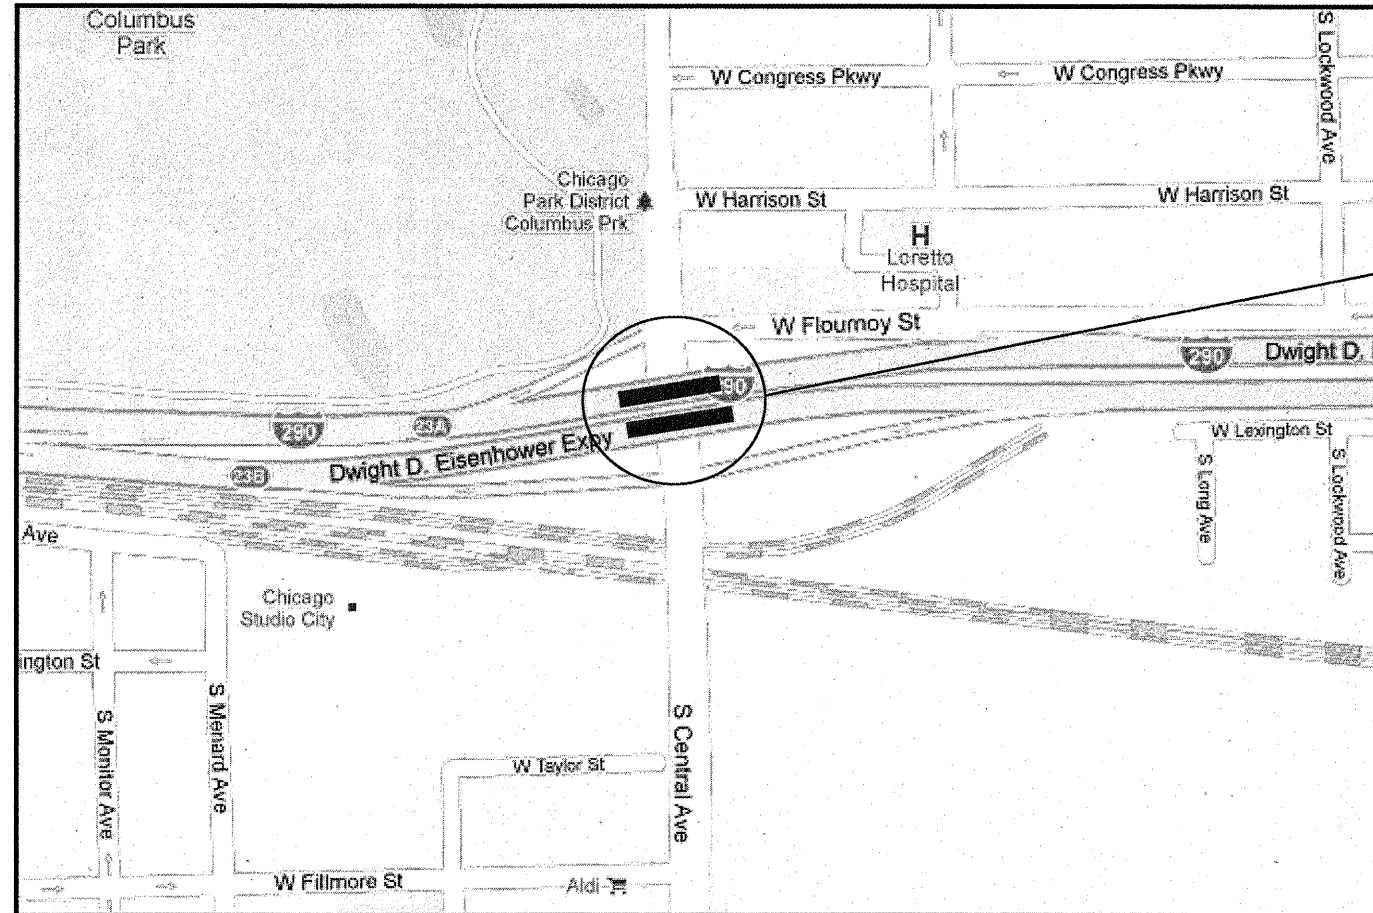 Columbus
Park
S Lockwood Ave
W Congress Pkwy
W Congress Pkwy
Chicago
Park District
Columbus Prk
W Harrison St
W Harrison St
H
Loretto
Hospital
W Flournoy St
290
Dwight D.
90
290
23A
W Lexington St
Dwight D. Eisenhower Expy
23B
S Long Ave
S Lockwood Ave
Ave
Chicago
Studio City
ington St
S Monitor Ave
S Menard Ave
S Central Ave
W Taylor St
W Fillmore St
Aldi